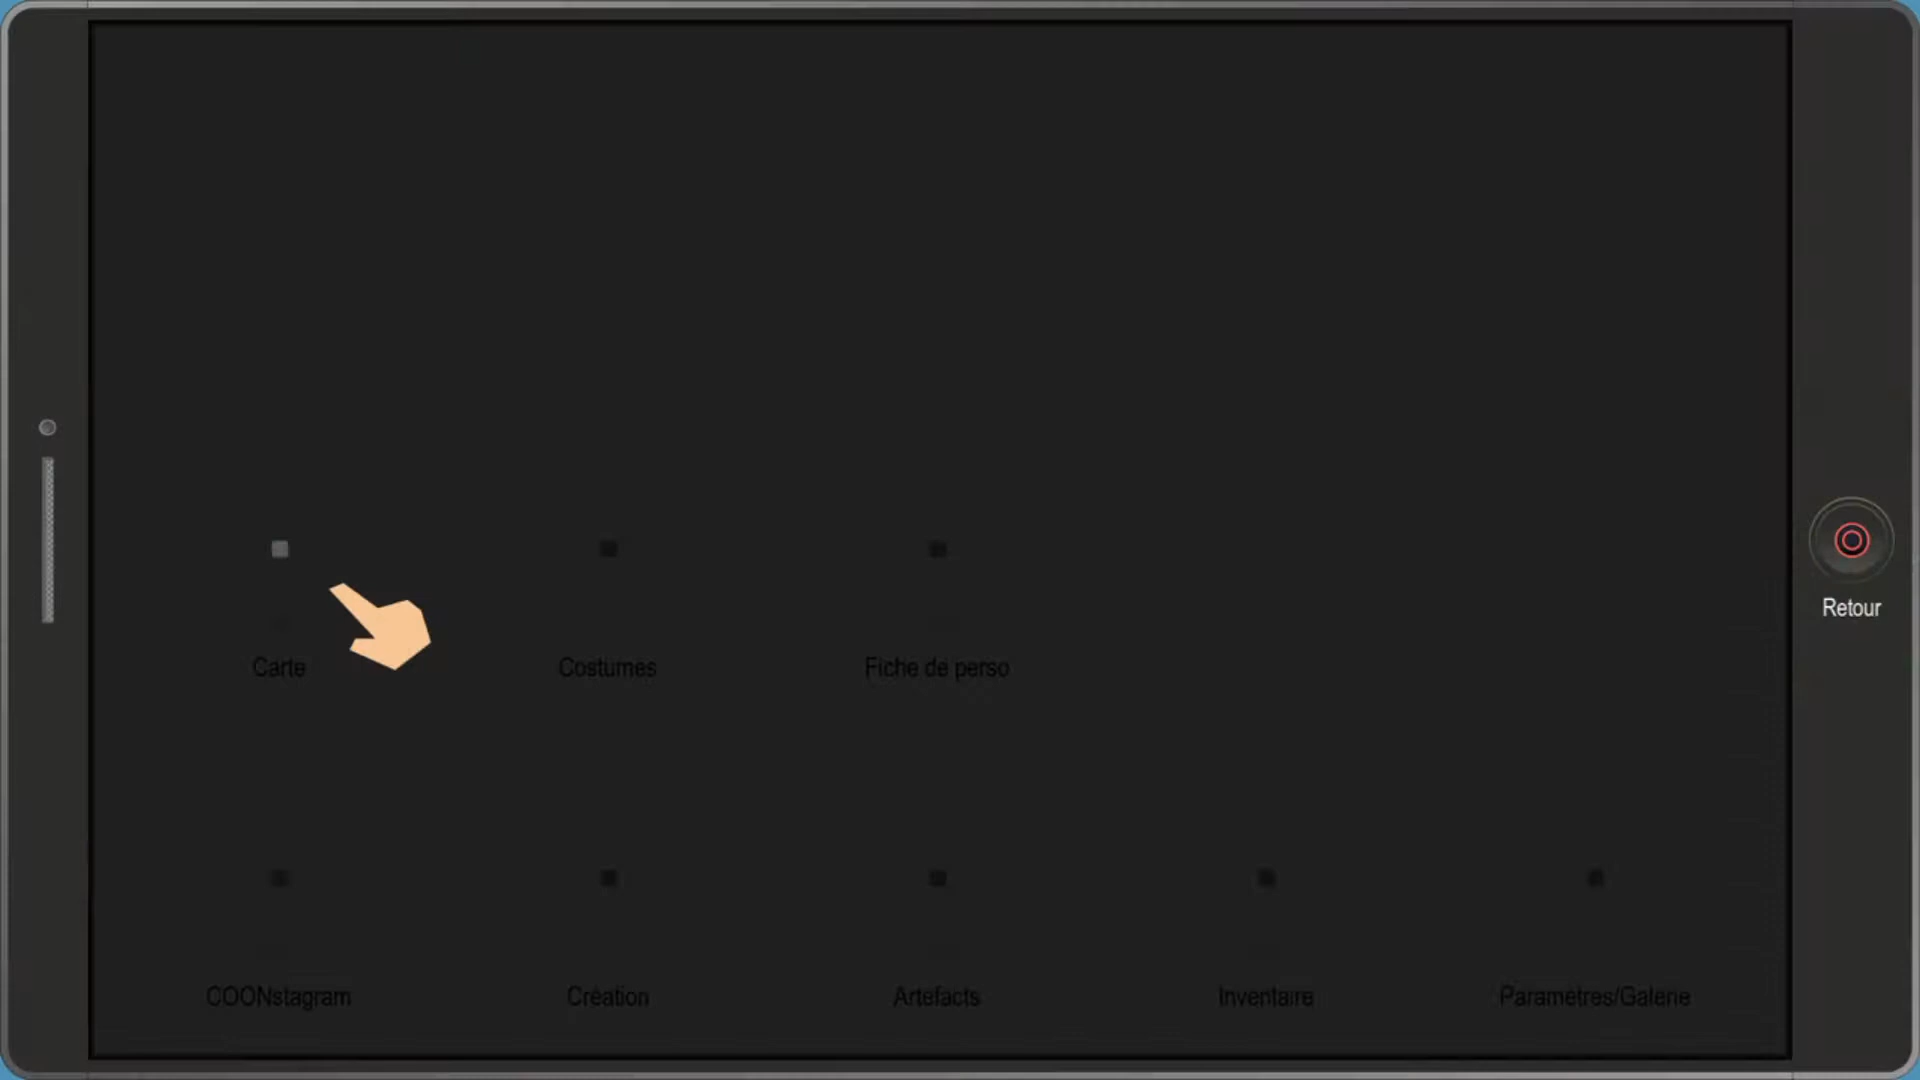 Retour
Carte
Costumes
Fiche de perso
COONstagram
Création
Artefacts
Inventaire
Paramètres/Galerie